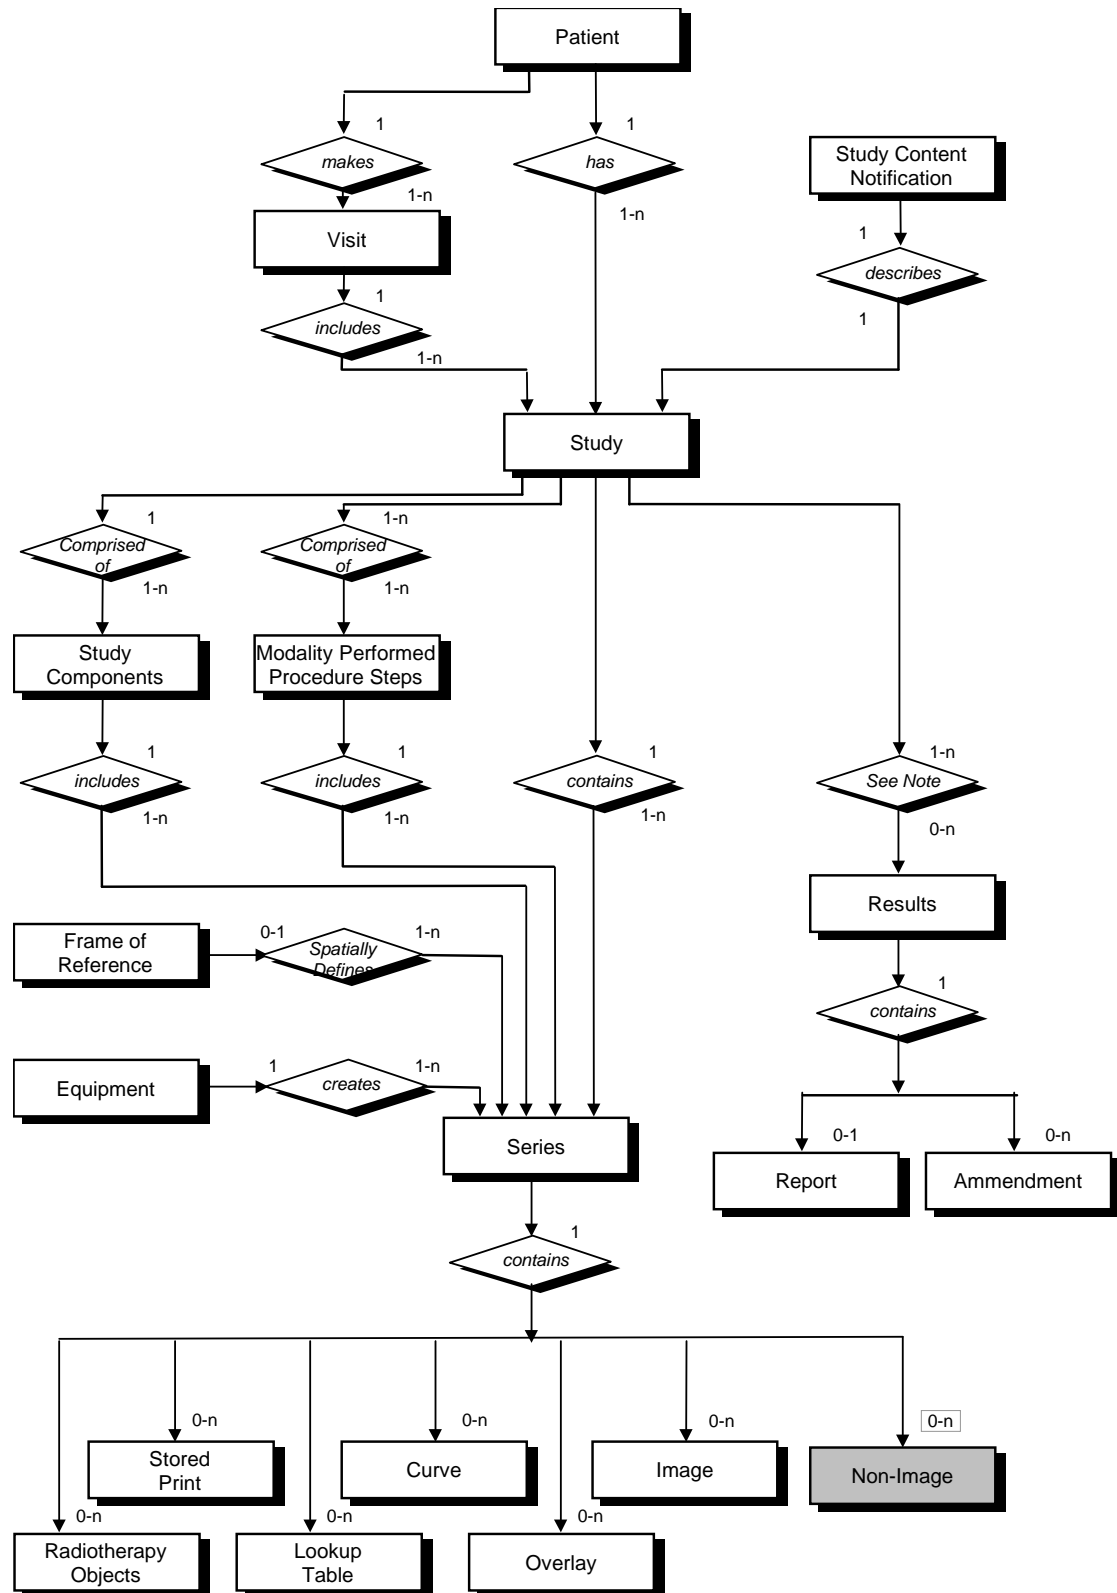 Patient
1
1
makes
has
Study Content
Notification
1-n
1-n
Visit
1
describes
1
includes
1
1-n
Study
1
1-n
Comprised
of
Comprised
of
1-n
1-n
Study
Components
Modality Performed
Procedure Steps
1
1
1
1-n
includes
includes
contains
See Note
1-n
1-n
1-n
0-n
Results
Frame of
Reference
0-1
Spatially
Defines
1-n
1
contains
Equipment
1
creates
1-n
Series
0-1
0-n
Report
Ammendment
1
contains
0-n
0-n
0-n
0-n
Stored
Print
Curve
Image
Non-Image
0-n
0-n
0-n
Radiotherapy
Objects
Lookup
Table
Overlay